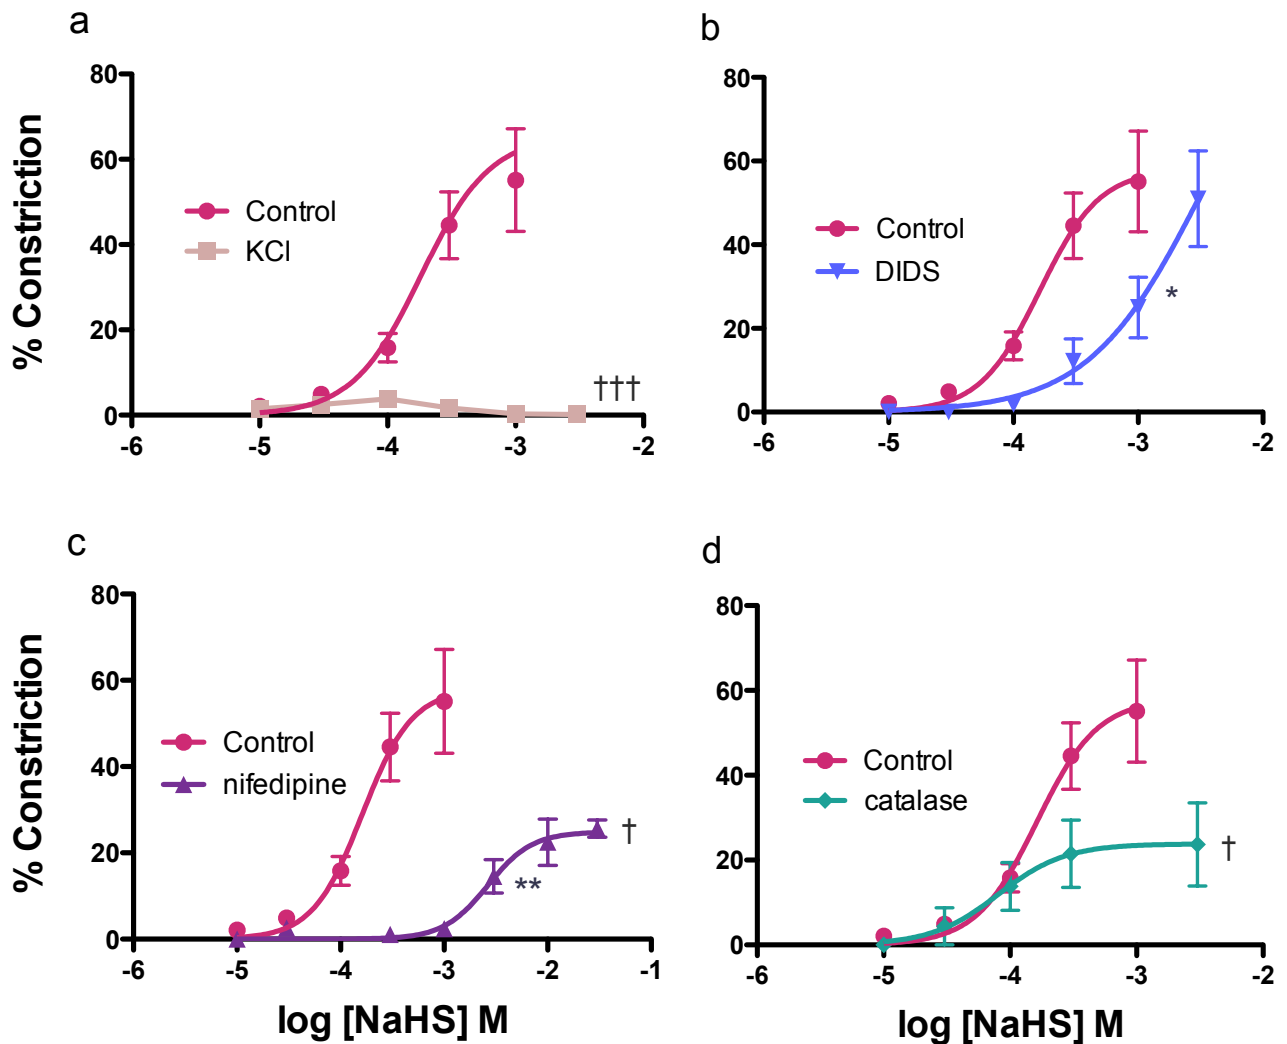 a
80
60
40
20
0
% Constriction
Control
KCl
†††
-6
-5
-4
-3
-2
b
80
60
40
20
0
Control
DIDS
*
-6
-5
-4
-3
-2
c
80
60
40
20
0
% Constriction
Control
nifedipine
**
†
-6
-5
-4
-3
-2
-1
log [NaHS] M
d
80
60
40
20
0
Control
catalase
†
-6
-5
-4
-3
-2
log [NaHS] M